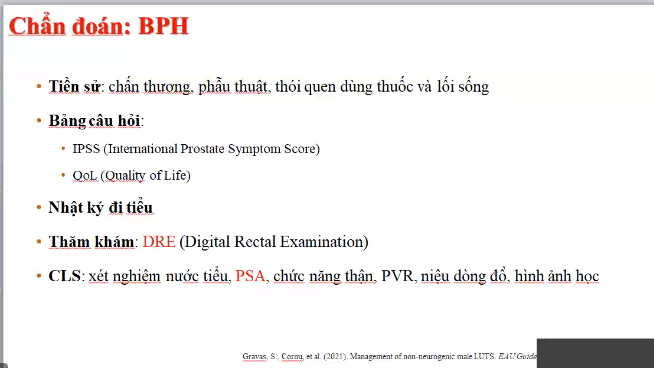 Chẩn đoán: BPH
• Tiền sử: chấn thương, phẫu thuật, thói quen dùng thuốc và lối sống
• Bảng câu hỏi:
• IPSS (International Prostate Symptom Score)
• QoL (Quality of Life)
• Nhật ký đi tiểu
• Thăm khám: DRE (Digital Rectal Examination)
• CLS: xét nghiệm nước tiểu, PSA, chức năng thận, PVR, niệu dòng đồ, hình ảnh học
Gravas, S., Cornu, et al. (2021). Management of non-neurogenic male LUTS. EAU Guide